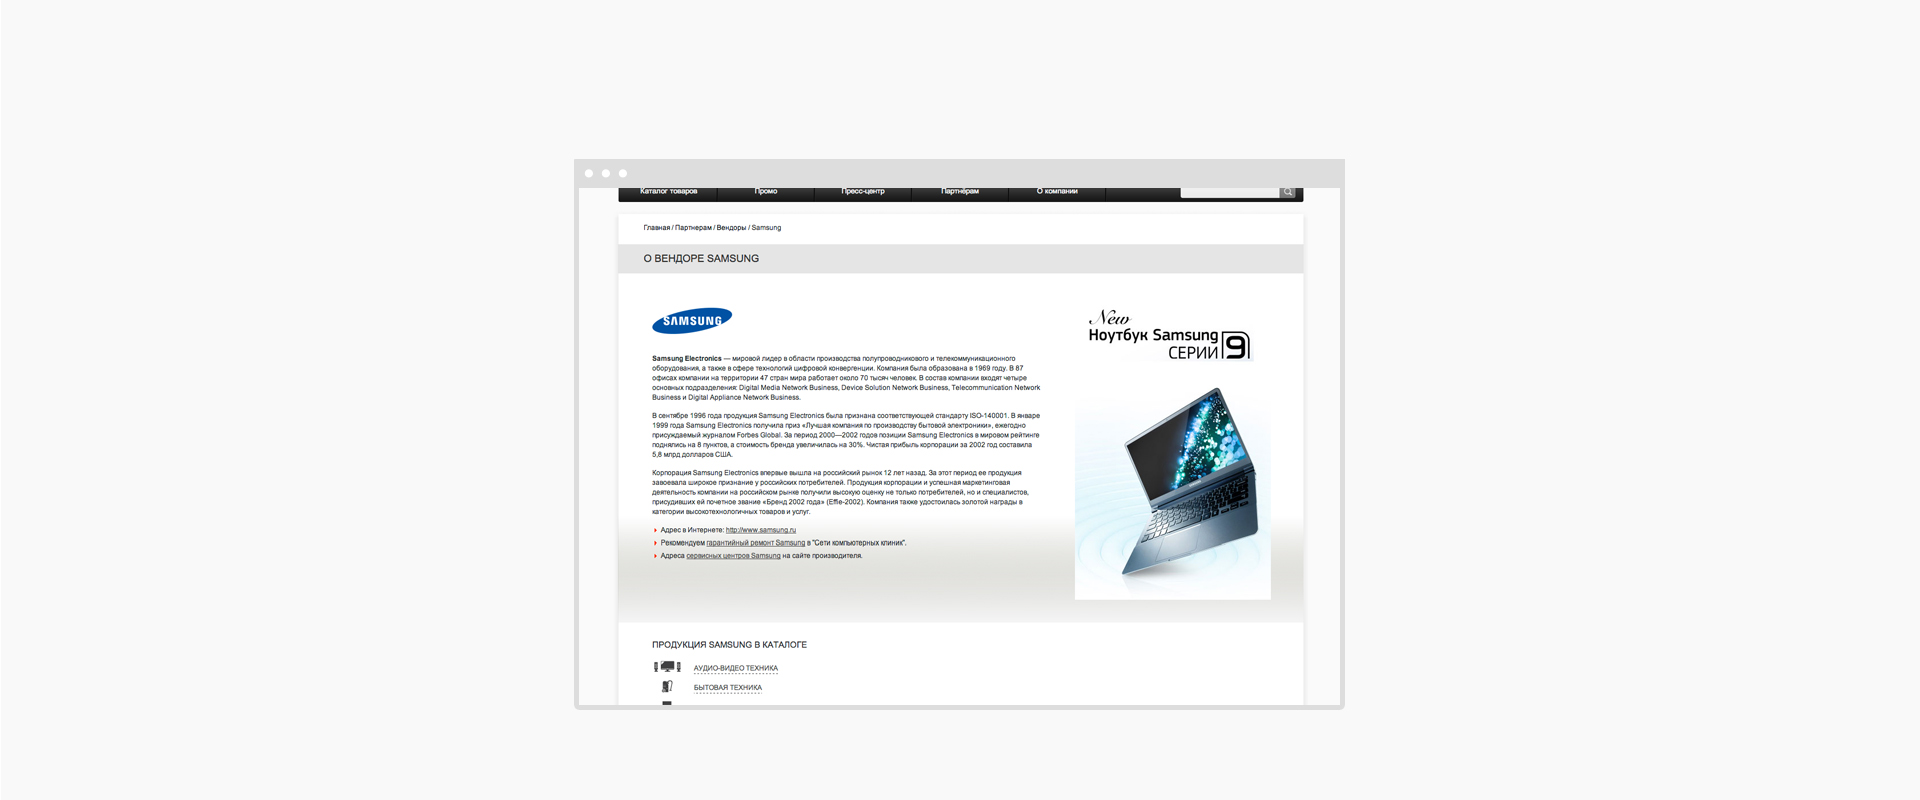 Каталог товаров
Промо
Пресс-центр
Партнёрам
О компании
Главная / Партнерам / Вендоры / Samsung
О ВЕНДОРЕ SAMSUNG
SAMSUNG
New
Ноутбук Samsung
СЕРИИ 9
Samsung Electronics — мировой лидер в области производства полупроводникового и телекоммуникационного
оборудования, а также в сфере технологий цифровой конвергенции. Компания была образована в 1969 году. В 87
офисах компании на территории 47 стран мира работает около 70 тысяч человек. В состав компании входят четыре
основных подразделения: Digital Media Network Business, Device Solution Network Business, Telecommunication Network
Business и Digital Appliance Network Business.
В сентябре 1996 года продукция Samsung Electronics была признана соответствующей стандарту ISO-140001. В январе
1999 года Samsung Electronics получила приз «Лучшая компания по производству бытовой электроники», ежегодно
присуждаемый журналом Forbes Global. За период 2000—2002 годов позиции Samsung Electronics в мировом рейтинге
поднялись на 8 пунктов, а стоимость бренда увеличилась на 30%. Чистая прибыль корпорации за 2002 год составила
5,8 млрд долларов США.
Корпорация Samsung Electronics впервые вышла на российский рынок 12 лет назад. За этот период ее продукция
завоевала широкое признание у российских потребителей. Продукция корпорации и успешная маркетинговая
деятельность компании на российском рынке получили высокую оценку не только потребителей, но и специалистов,
присудивших ей почетное звание «Бренд 2002 года» (Effie-2002). Компания также удостоилась золотой награды в
категории высокотехнологичных товаров и услуг.
Адрес в Интернете: http://www.samsung.ru
Рекомендуем гарантийный ремонт Samsung в "Сети компьютерных клиник".
Адреса сервисных центров Samsung на сайте производителя.
ПРОДУКЦИЯ SAMSUNG В КАТАЛОГЕ
АУДИО-ВИДЕО ТЕХНИКА
БЫТОВАЯ ТЕХНИКА